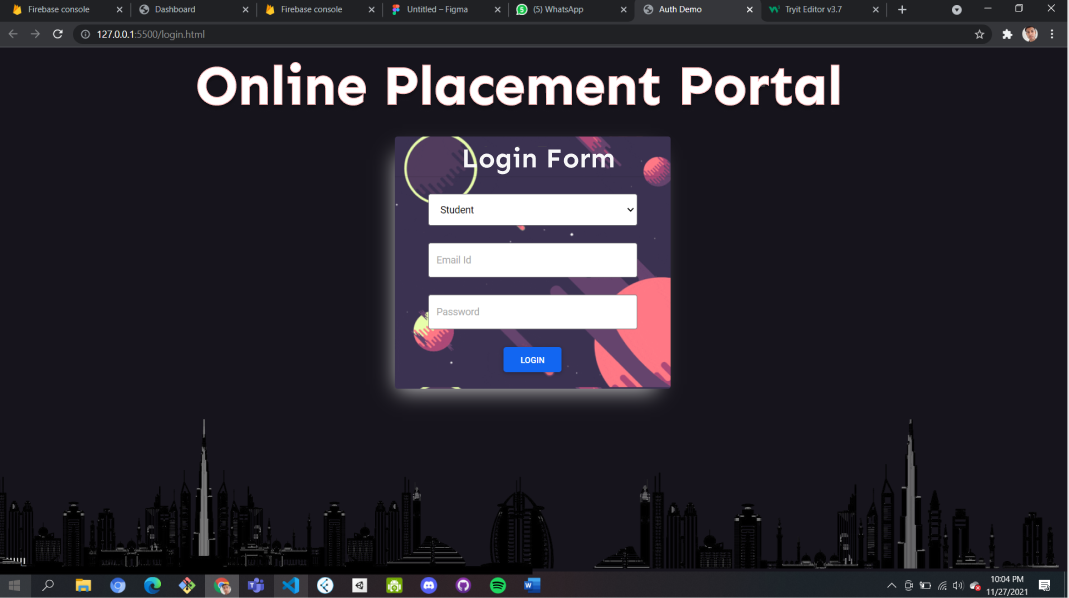 Firebase console
Dashboard
Firebase console
Untitled – Figma
(5) WhatsApp
Auth Demo
Tryit Editor v3.7
127.0.0.1:5500/login.html
Online Placement Portal
Login Form
Student
Email Id
Password
LOGIN
10:04 PM
11/27/2021